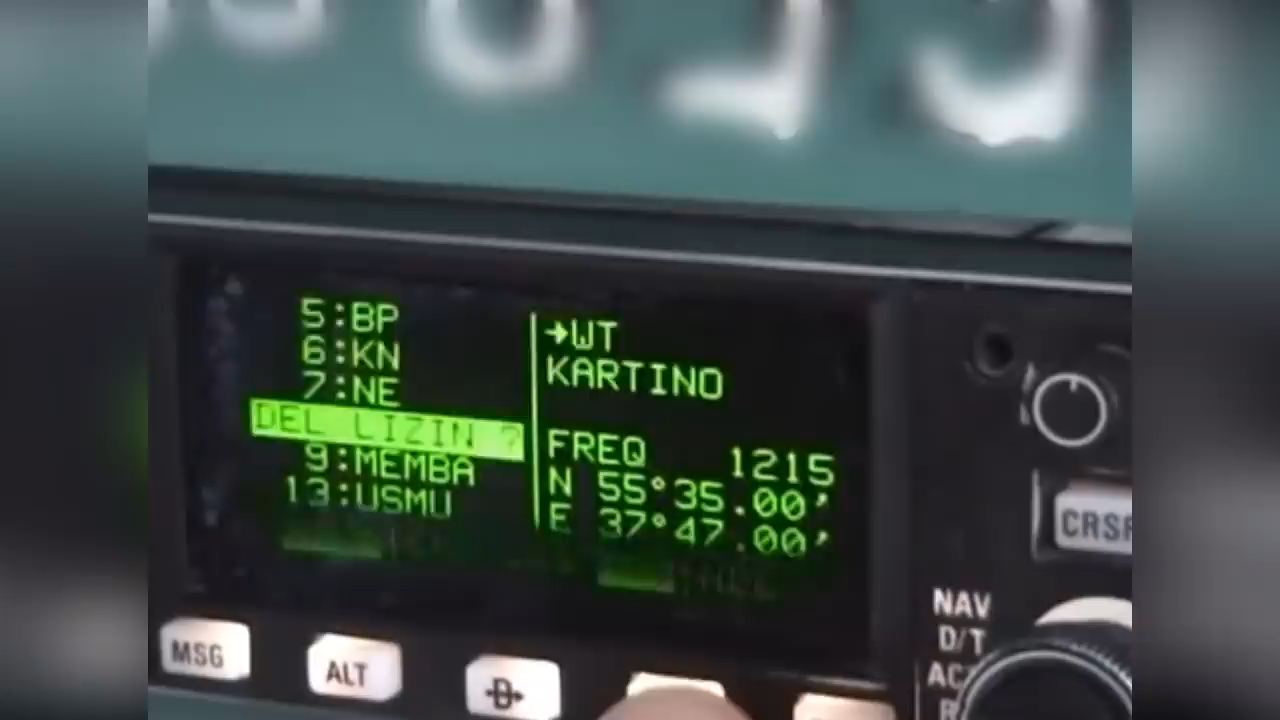 5:BP
6:KN
7:NE
DEL LIZIN ?
9:MEMBA
13:USMU
→WT
KARTINO
FREQ 1215
N 55°35.00'
E 37°47.00'
CRSR
MSG
ALT
D
NAV
D/T